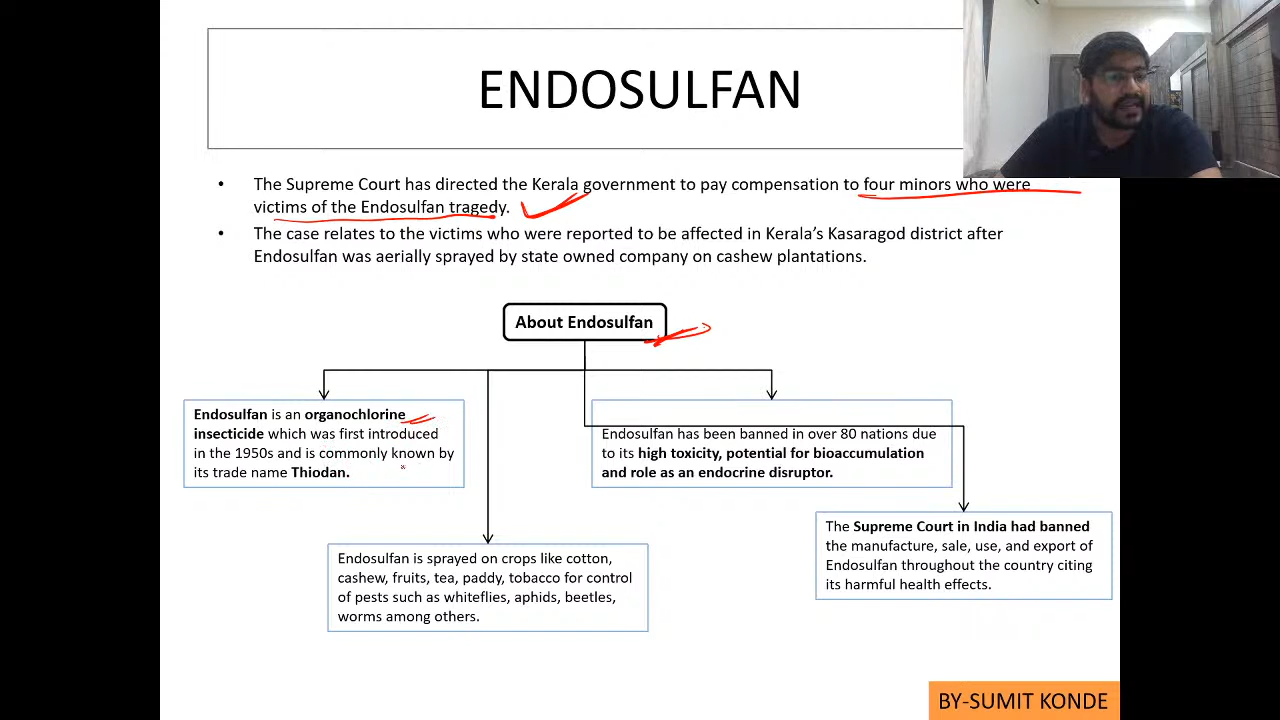 ENDOSULFAN
• The Supreme Court has directed the Kerala government to pay compensation to four minors who were
victims of the Endosulfan tragedy.
• The case relates to the victims who were reported to be affected in Kerala’s Kasaragod district after
Endosulfan was aerially sprayed by state owned company on cashew plantations.
About Endosulfan
Endosulfan is an organochlorine
insecticide which was first introduced
in the 1950s and is commonly known by
its trade name Thiodan.
Endosulfan has been banned in over 80 nations due
to its high toxicity, potential for bioaccumulation
and role as an endocrine disruptor.
Endosulfan is sprayed on crops like cotton,
cashew, fruits, tea, paddy, tobacco for control
of pests such as whiteflies, aphids, beetles,
worms among others.
The Supreme Court in India had banned
the manufacture, sale, use, and export of
Endosulfan throughout the country citing
its harmful health effects.
BY-SUMIT KONDE